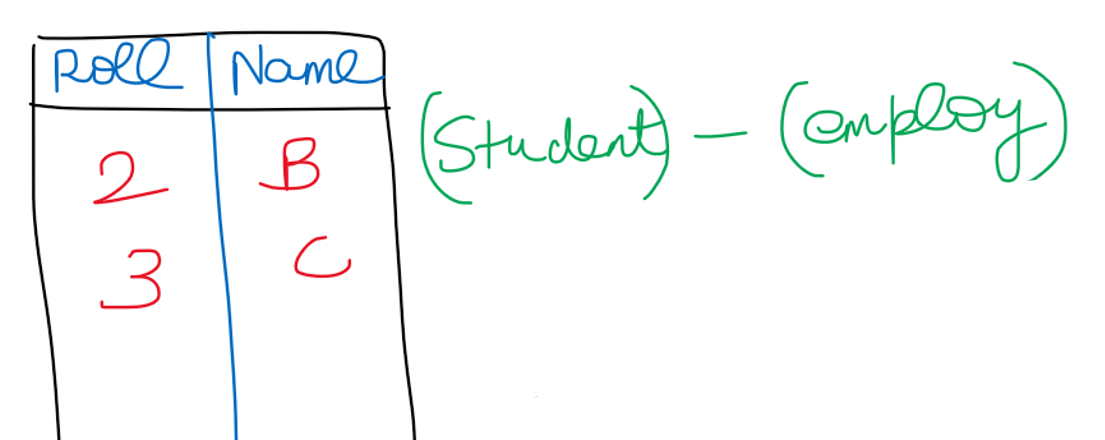 Roll Name
(Student) - (employ)
2 B
3 C